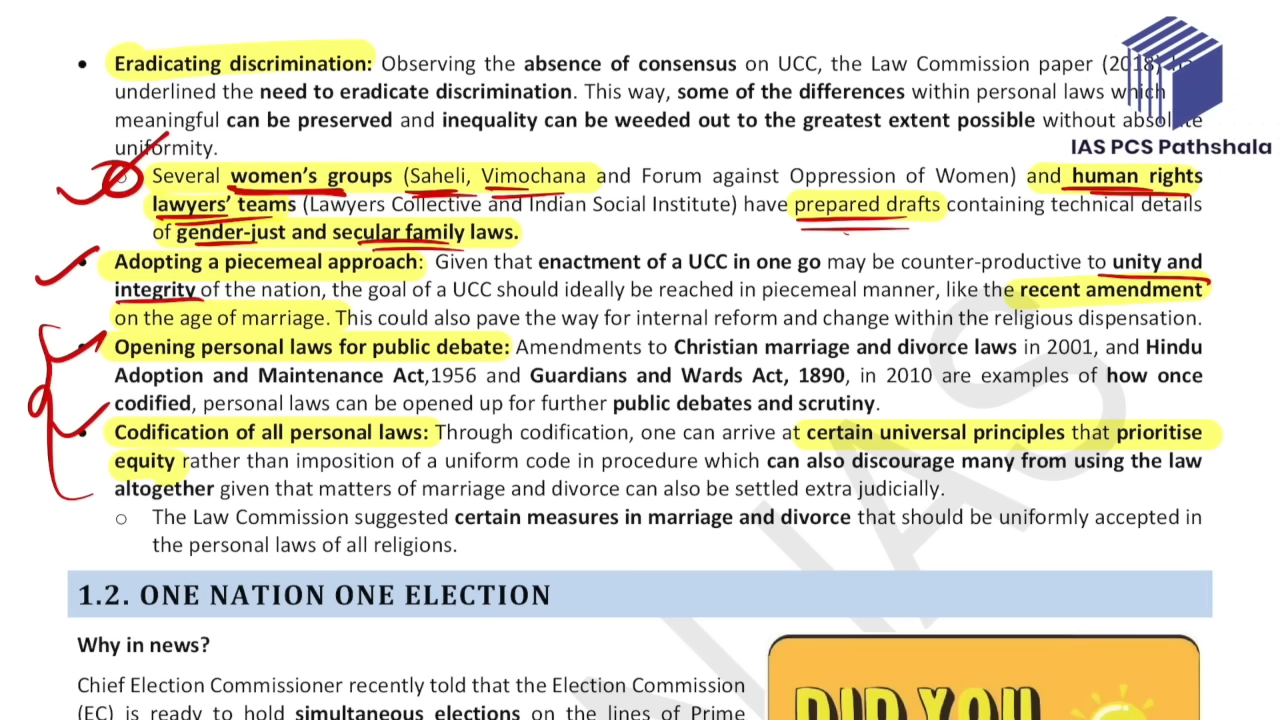 • Eradicating discrimination: Observing the absence of consensus on UCC, the Law Commission paper (2018)
underlined the need to eradicate discrimination. This way, some of the differences within personal laws which
meaningful can be preserved and inequality can be weeded out to the greatest extent possible without absolute
uniformity.
Several women's groups (Saheli, Vimochana and Forum against Oppression of Women) and human rights
lawyers' teams (Lawyers Collective and Indian Social Institute) have prepared drafts containing technical details
of gender-just and secular family laws.
• Adopting a piecemeal approach: Given that enactment of a UCC in one go may be counter-productive to unity and
integrity of the nation, the goal of a UCC should ideally be reached in piecemeal manner, like the recent amendment
on the age of marriage. This could also pave the way for internal reform and change within the religious dispensation.
• Opening personal laws for public debate: Amendments to Christian marriage and divorce laws in 2001, and Hindu
Adoption and Maintenance Act,1956 and Guardians and Wards Act, 1890, in 2010 are examples of how once
codified, personal laws can be opened up for further public debates and scrutiny.
• Codification of all personal laws: Through codification, one can arrive at certain universal principles that prioritise
equity rather than imposition of a uniform code in procedure which can also discourage many from using the law
altogether given that matters of marriage and divorce can also be settled extra judicially.
○ The Law Commission suggested certain measures in marriage and divorce that should be uniformly accepted in
the personal laws of all religions.
1.2. ONE NATION ONE ELECTION
Why in news?
Chief Election Commissioner recently told that the Election Commission
(EC) is ready to hold simultaneous elections on the lines of Prime
DID YOU
IAS PCS Pathshala
IAS